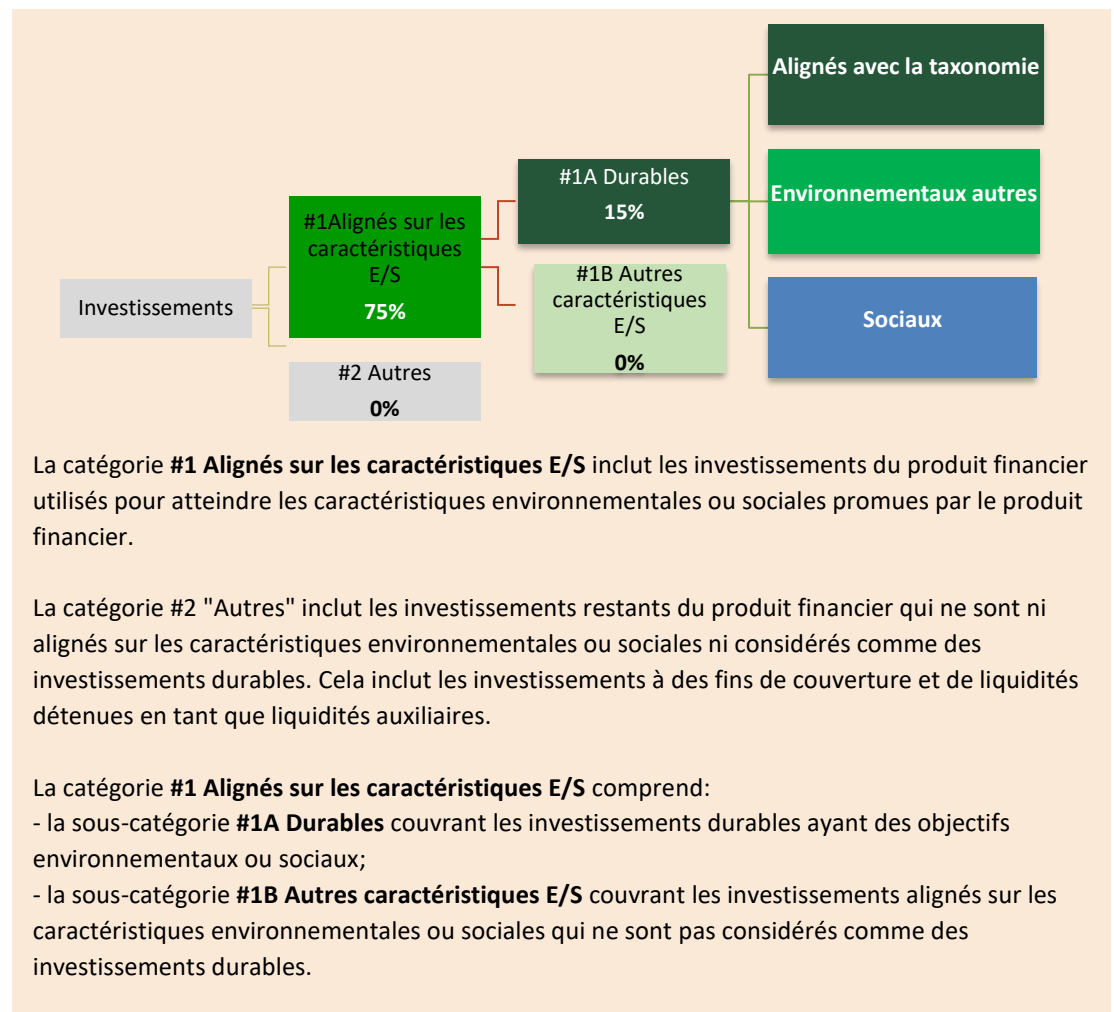 Alignés avec la taxonomie
#1A Durables
15%
Environnementaux autres
#1Alignés sur les
caractéristiques
E/S
75%
#1B Autres
caractéristiques
E/S
0%
Investissements
Sociaux
#2 Autres
0%
La catégorie #1 Alignés sur les caractéristiques E/S inclut les investissements du produit financier
utilisés pour atteindre les caractéristiques environnementales ou sociales promues par le produit
financier.
La catégorie #2 "Autres" inclut les investissements restants du produit financier qui ne sont ni
alignés sur les caractéristiques environnementales ou sociales ni considérés comme des
investissements durables. Cela inclut les investissements à des fins de couverture et de liquidités
détenues en tant que liquidités auxiliaires.
La catégorie #1 Alignés sur les caractéristiques E/S comprend:
- la sous-catégorie #1A Durables couvrant les investissements durables ayant des objectifs
environnementaux ou sociaux;
- la sous-catégorie #1B Autres caractéristiques E/S couvrant les investissements alignés sur les
caractéristiques environnementales ou sociales qui ne sont pas considérés comme des
investissements durables.